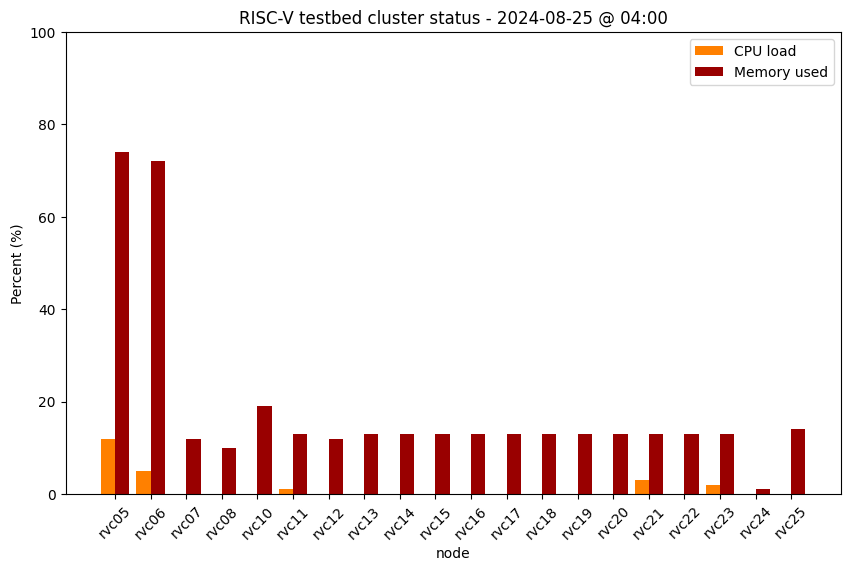 RISC-V testbed cluster status - 2024-08-25 @ 04:00
CPU load
Memory used
Percent (%)
100
80
60
40
20
0
rvc05 rvc06 rvc07 rvc08 rvc10 rvc11 rvc12 rvc13 rvc14 rvc15 rvc16 rvc17 rvc18 rvc19 rvc20 rvc21 rvc22 rvc23 rvc24 rvc25
node